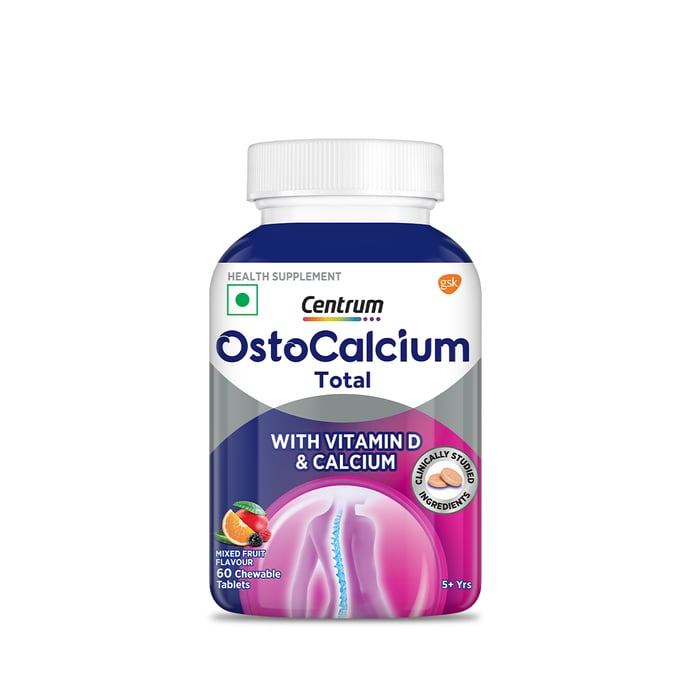 HEALTH SUPPLEMENT
gsk
Centrum
OstoCalcium
Total
WITH VITAMIN D
& CALCIUM
CLINICALLY STUDIED
INGREDIENTS
MIXED FRUIT
FLAVOUR
60 Chewable
Tablets
5+ Yrs